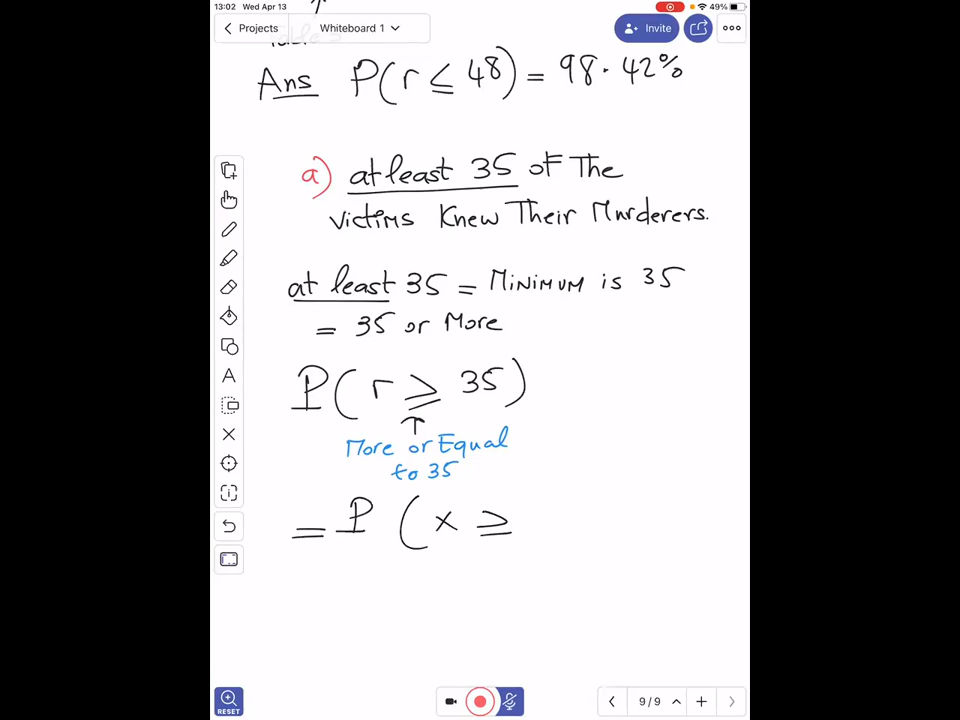 13:02 Wed Apr 13
49%
Projects
Whiteboard 1
Invite
Ans P(r ≤ 48) = 98.42%
a) at least 35 of The
victims Knew Their Murderers.
at least 35 = Minimum is 35
= 35 or More
P(r ≥ 35)
More or Equal
to 35
= P (x ≥
A
RESET
9/9